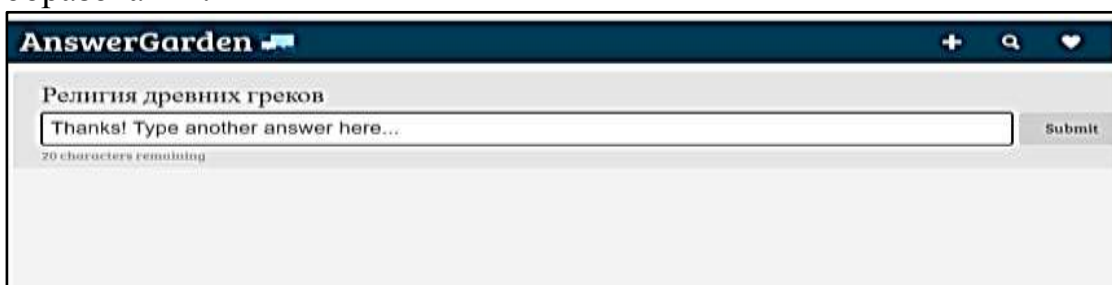 AnswerGarden
Религия древних греков
Thanks! Type another answer here...
Submit
20 characters remaining